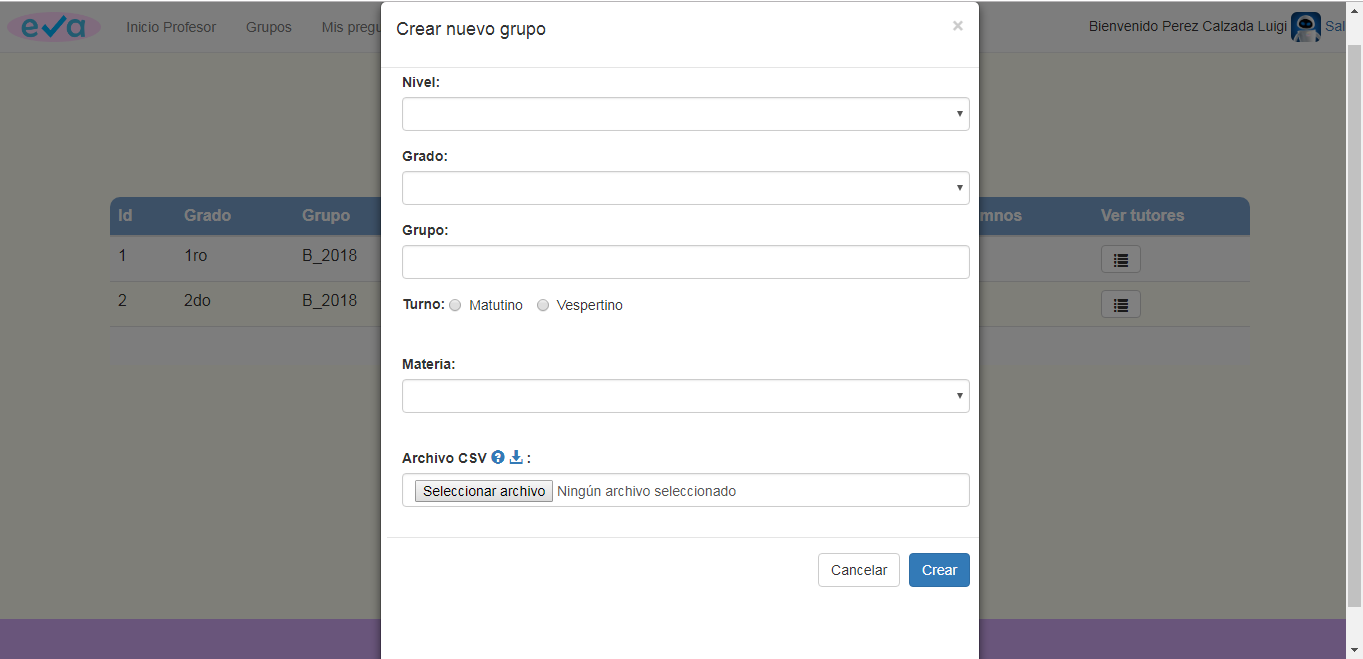 eva Inicio Profesor Grupos Mis pregu Bienvenido Perez Calzada Luigi Sal
Crear nuevo grupo ×
Nivel:
Grado:
Grupo:
Turno: Matutino Vespertino
Materia:
Archivo CSV ? :
Seleccionar archivo Ningún archivo seleccionado
Cancelar Crear
Id Grado Grupo mnos Ver tutores
1 1ro B_2018
2 2do B_2018